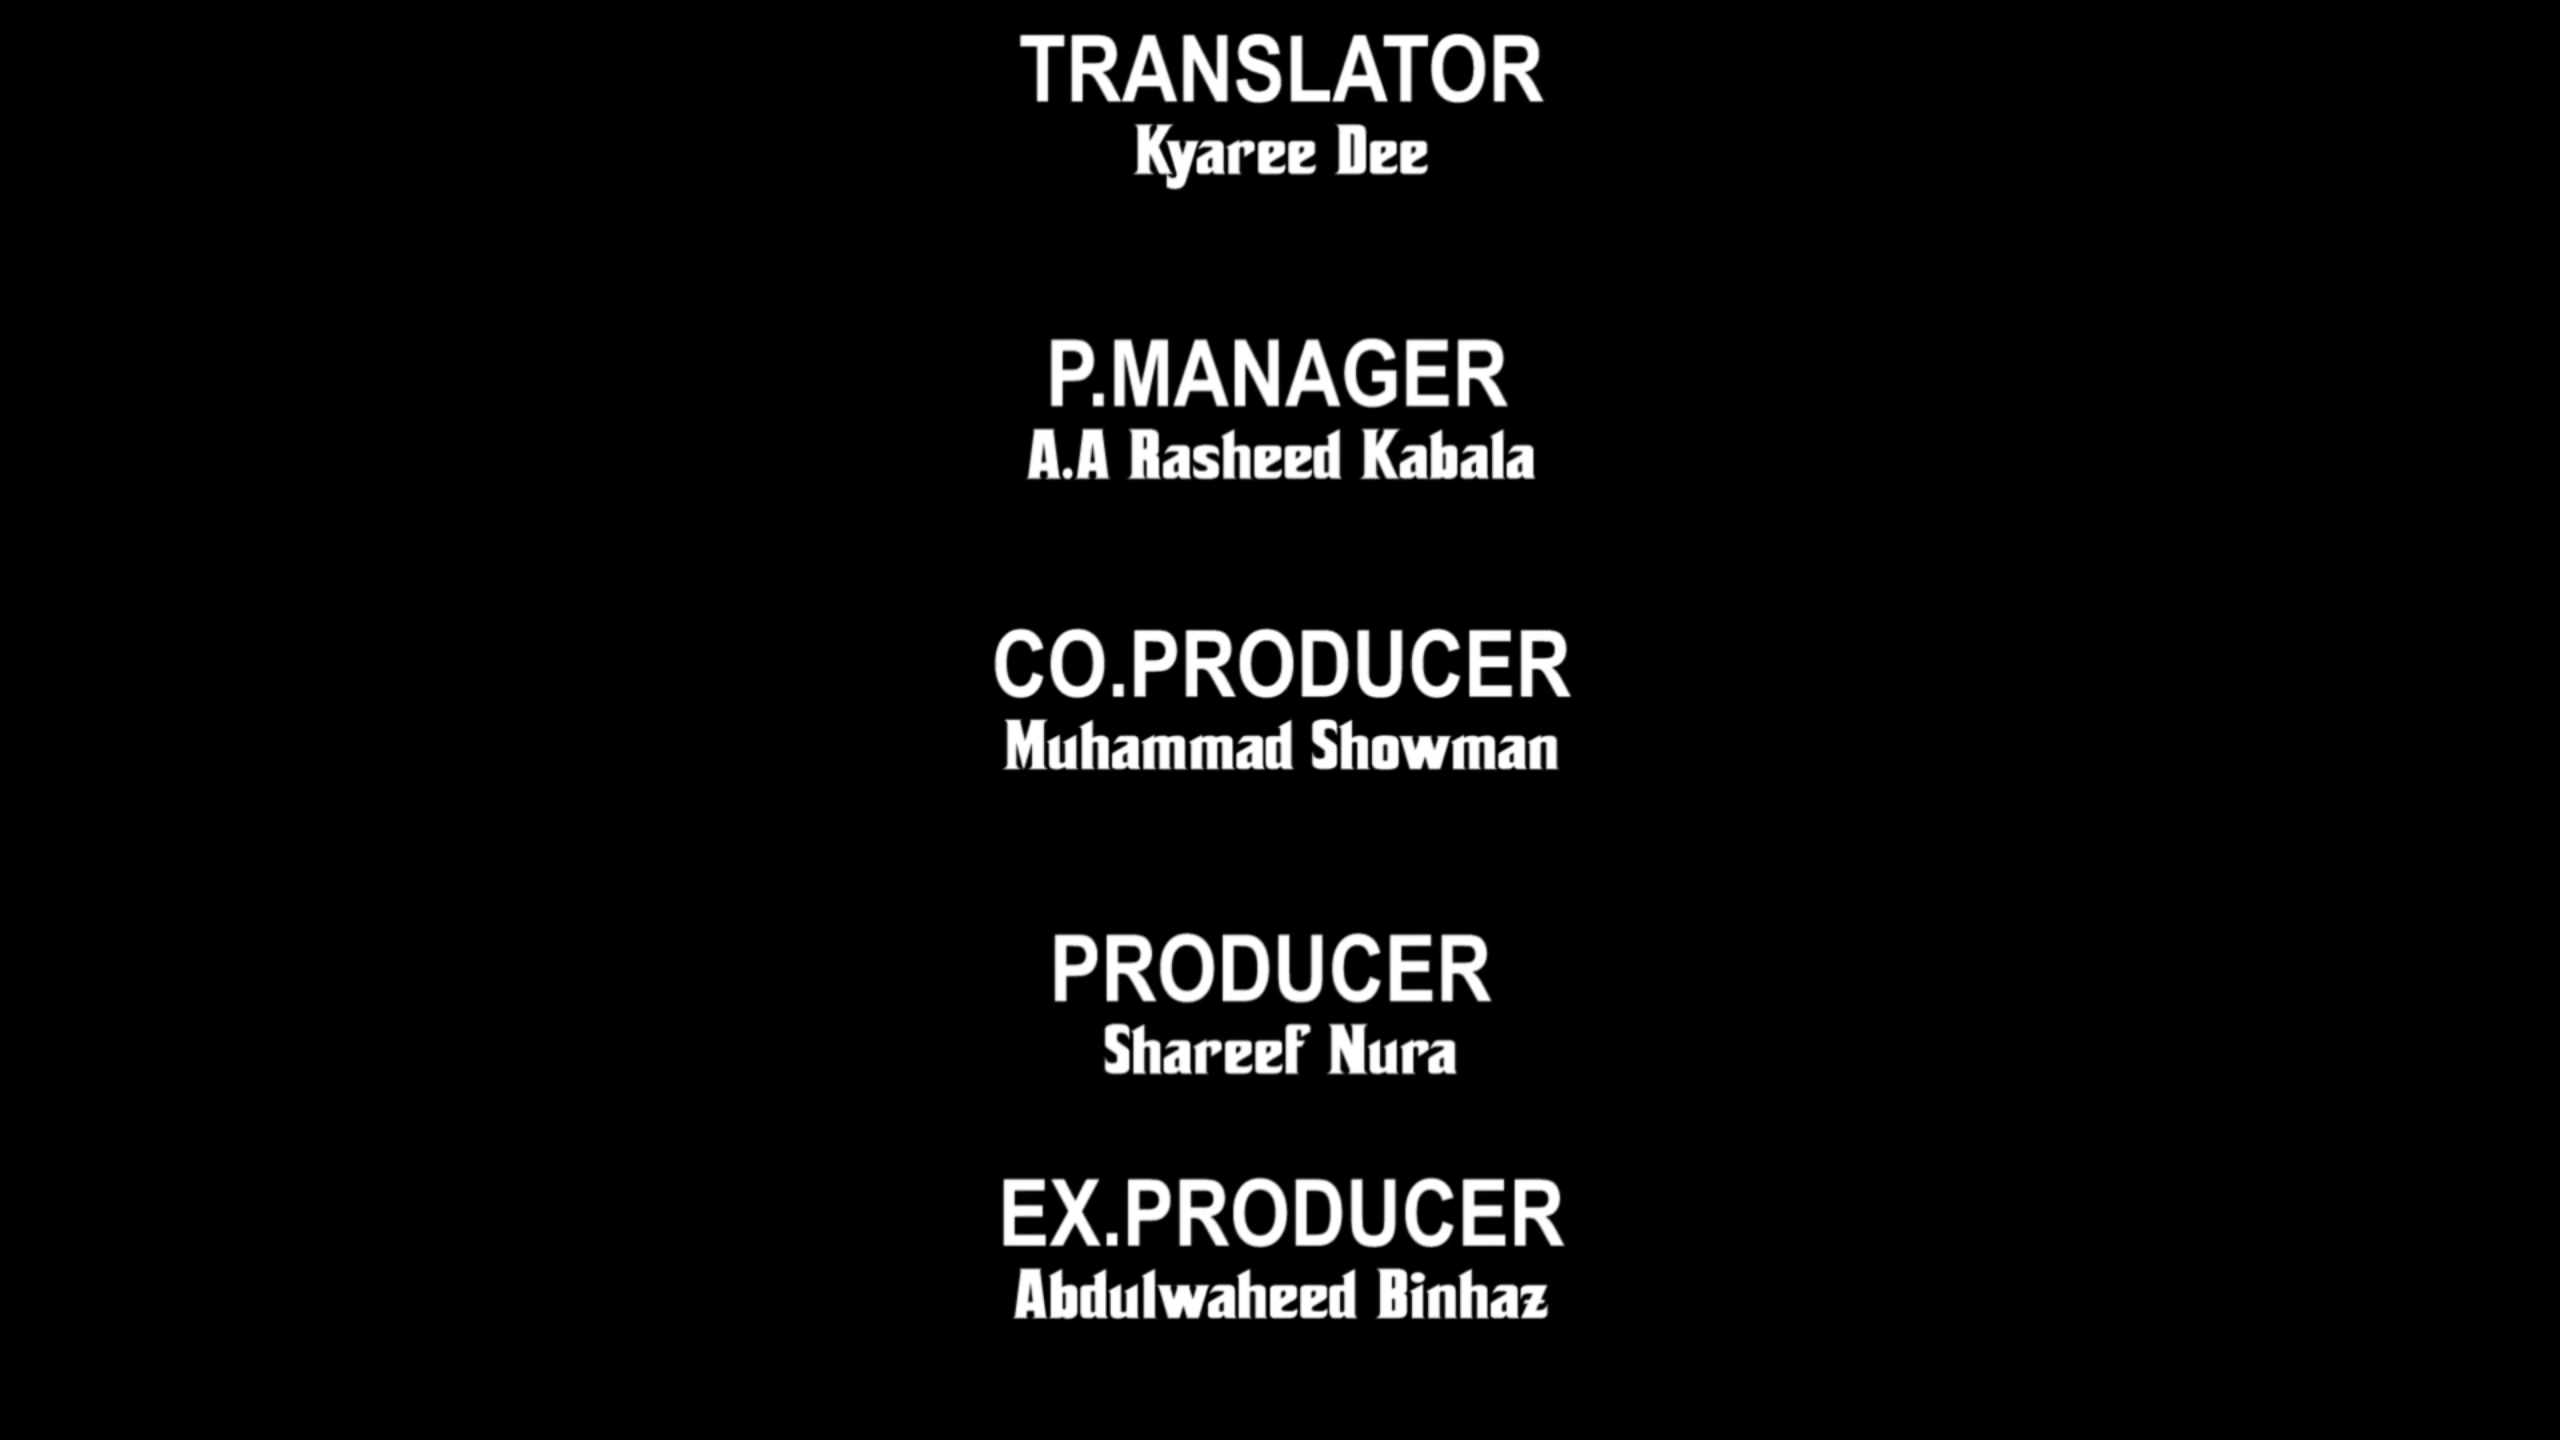 TRANSLATOR
Kyaree Dee
P.MANAGER
A.A Rasheed Kabala
CO.PRODUCER
Muhammad Showman
PRODUCER
Shareef Nura
EX.PRODUCER
Abdulwaheed Binhaz